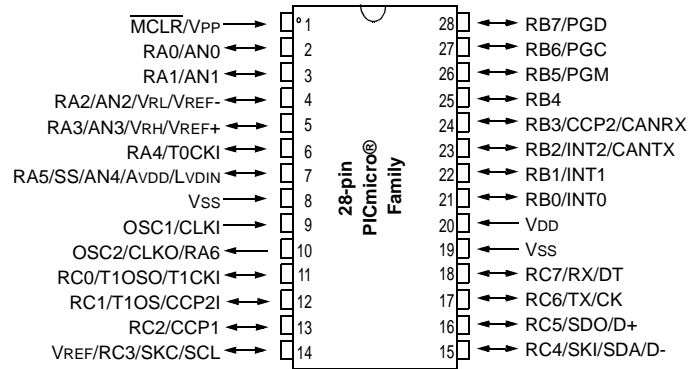 MCLR/VPP 1 28 RB7/PGD
RA0/AN0 2 27 RB6/PGC
RA1/AN1 3 26 RB5/PGM
RA2/AN2/VRL/VREF- 4 25 RB4
RA3/AN3/VRH/VREF+ 5 24 RB3/CCP2/CANRX
RA4/T0CKI 6 23 RB2/INT2/CANTX
RA5/SS/AN4/AVDD/LVDIN 7 22 RB1/INT1
VSS 8 21 RB0/INT0
OSC1/CLKI 9 20 VDD
OSC2/CLKO/RA6 10 19 VSS
RC0/T1OSO/T1CKI 11 18 RC7/RX/DT
RC1/T1OS/CCP2I 12 17 RC6/TX/CK
RC2/CCP1 13 16 RC5/SDO/D+
VREF/RC3/SKC/SCL 14 15 RC4/SKI/SDA/D-
28-pin
PICmicro®
Family